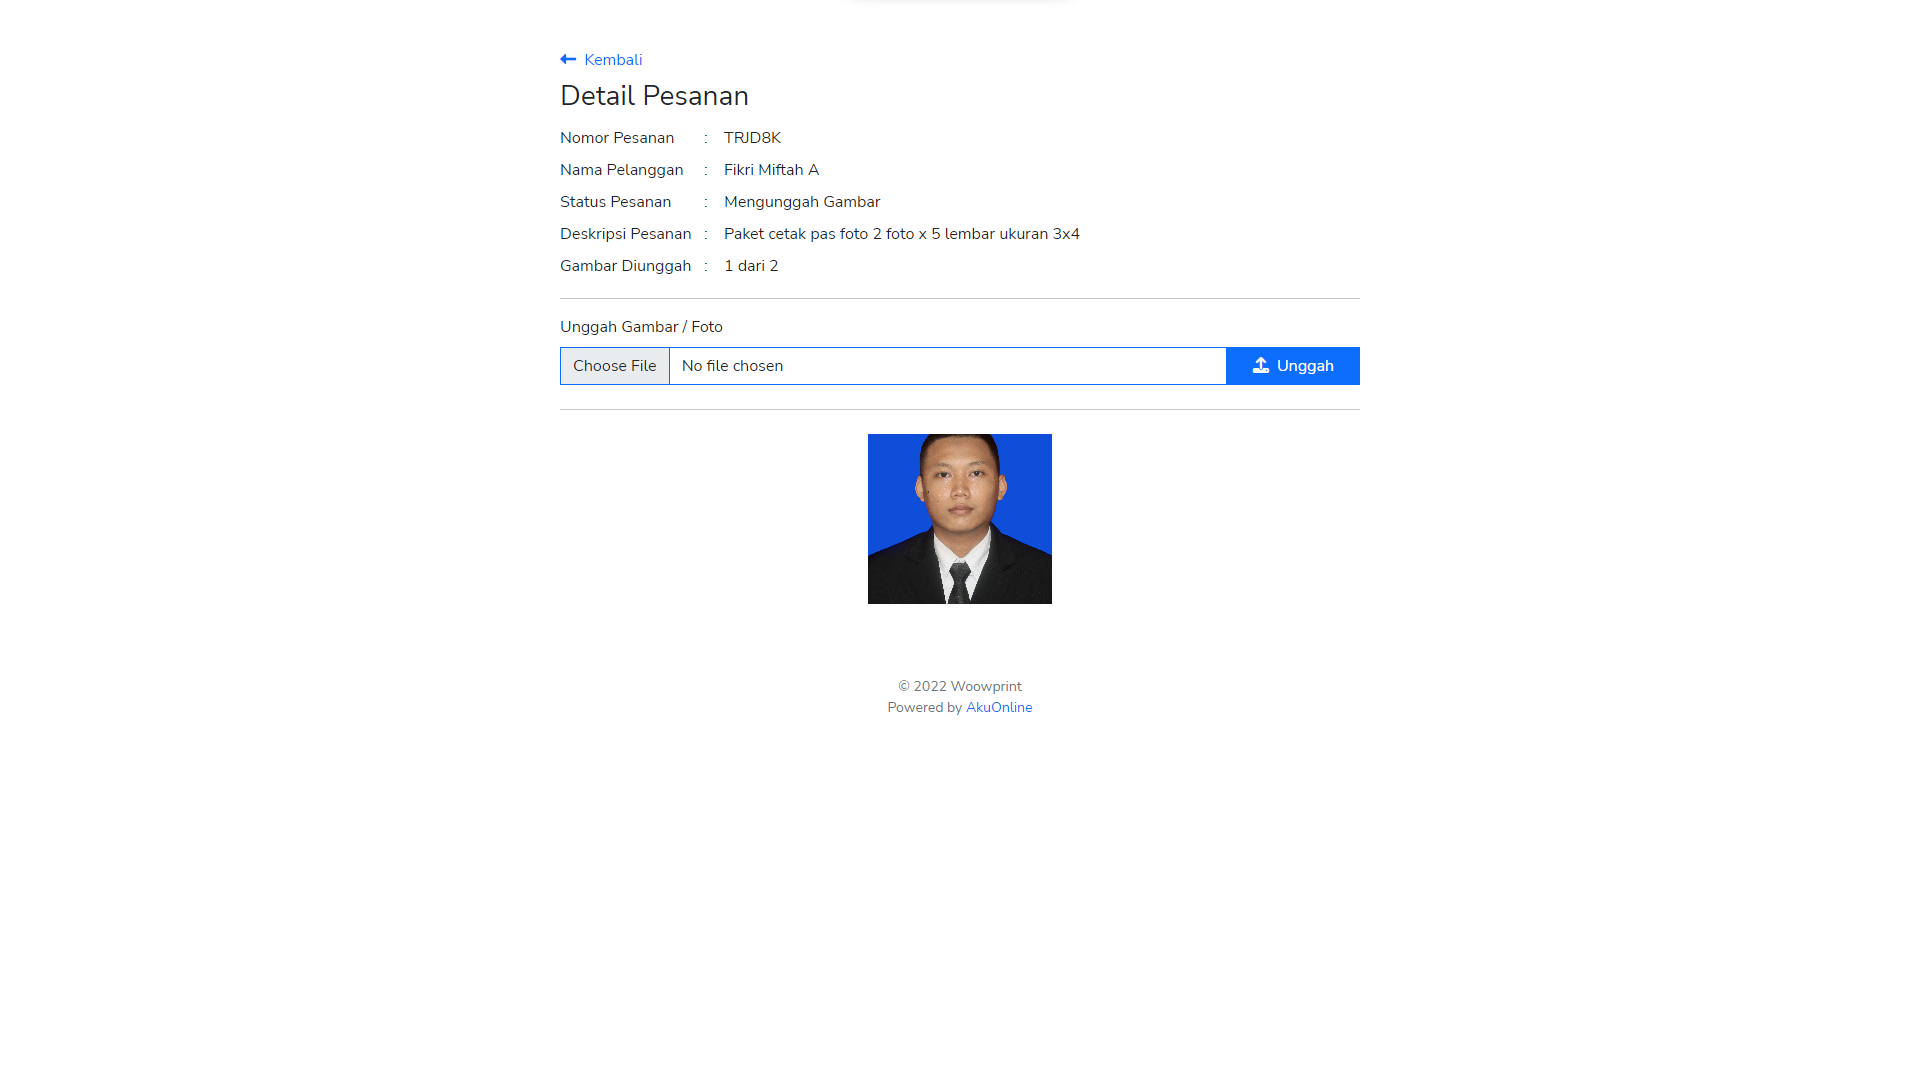 Kembali
Detail Pesanan
Nomor Pesanan : TRJD8K
Nama Pelanggan : Fikri Miftah A
Status Pesanan : Mengunggah Gambar
Deskripsi Pesanan : Paket cetak pas foto 2 foto x 5 lembar ukuran 3x4
Gambar Diunggah : 1 dari 2
Unggah Gambar / Foto
Choose File No file chosen Unggah
© 2022 Woowprint
Powered by AkuOnline